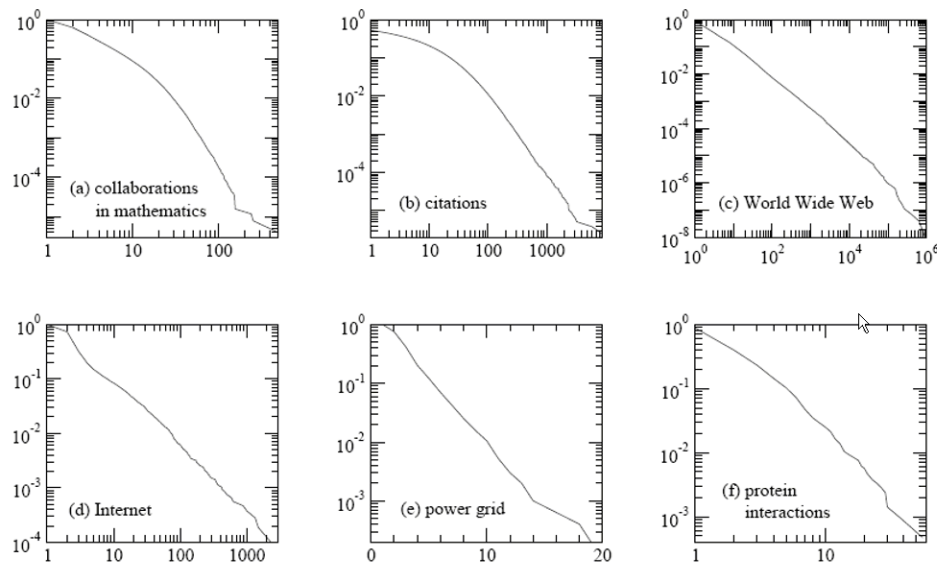 10^0
10^-2
10^-4
(a) collaborations
in mathematics
1 10 100
10^0
10^-2
10^-4
(b) citations
1 10 100 1000
10^0
10^-2
10^-4
10^-6
10^-8
(c) World Wide Web
10^0 10^2 10^4 10^6
10^0
10^-1
10^-2
10^-3
10^-4
(d) Internet
1 10 100 1000
10^0
10^-1
10^-2
10^-3
(e) power grid
0 10 20
10^0
10^-1
10^-2
10^-3
(f) protein
interactions
1 10